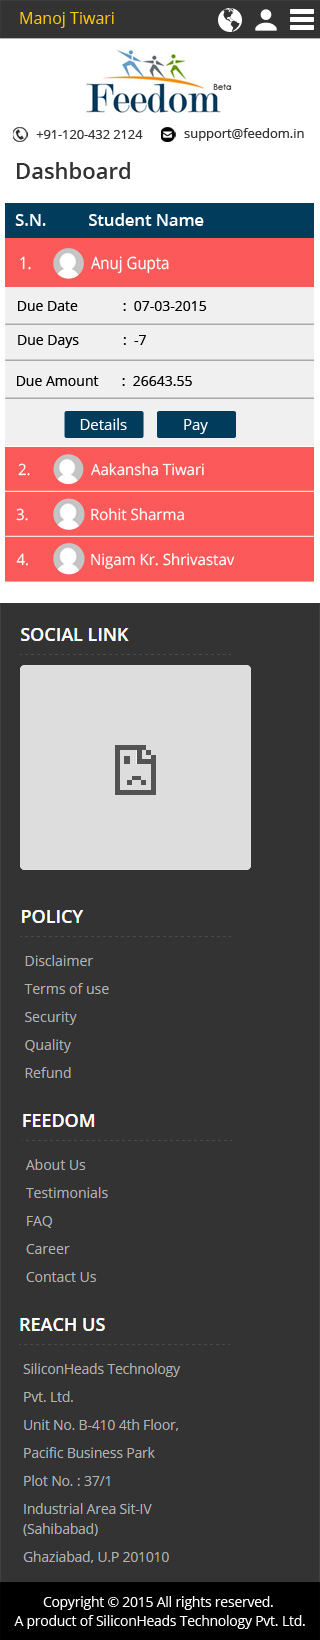 Manoj Tiwari
Feedom Beta
+91-120-432 2124 support@feedom.in
Dashboard
S.N. Student Name
1. Anuj Gupta
Due Date : 07-03-2015
Due Days : -7
Due Amount : 26643.55
Details Pay
2. Aakansha Tiwari
3. Rohit Sharma
4. Nigam Kr. Shrivastav
SOCIAL LINK
POLICY
Disclaimer
Terms of use
Security
Quality
Refund
FEEDOM
About Us
Testimonials
FAQ
Career
Contact Us
REACH US
SiliconHeads Technology
Pvt. Ltd.
Unit No. B-410 4th Floor,
Pacific Business Park
Plot No. : 37/1
Industrial Area Sit-IV
(Sahibabad)
Ghaziabad, U.P 201010
Copyright © 2015 All rights reserved.
A product of SiliconHeads Technology Pvt. Ltd.